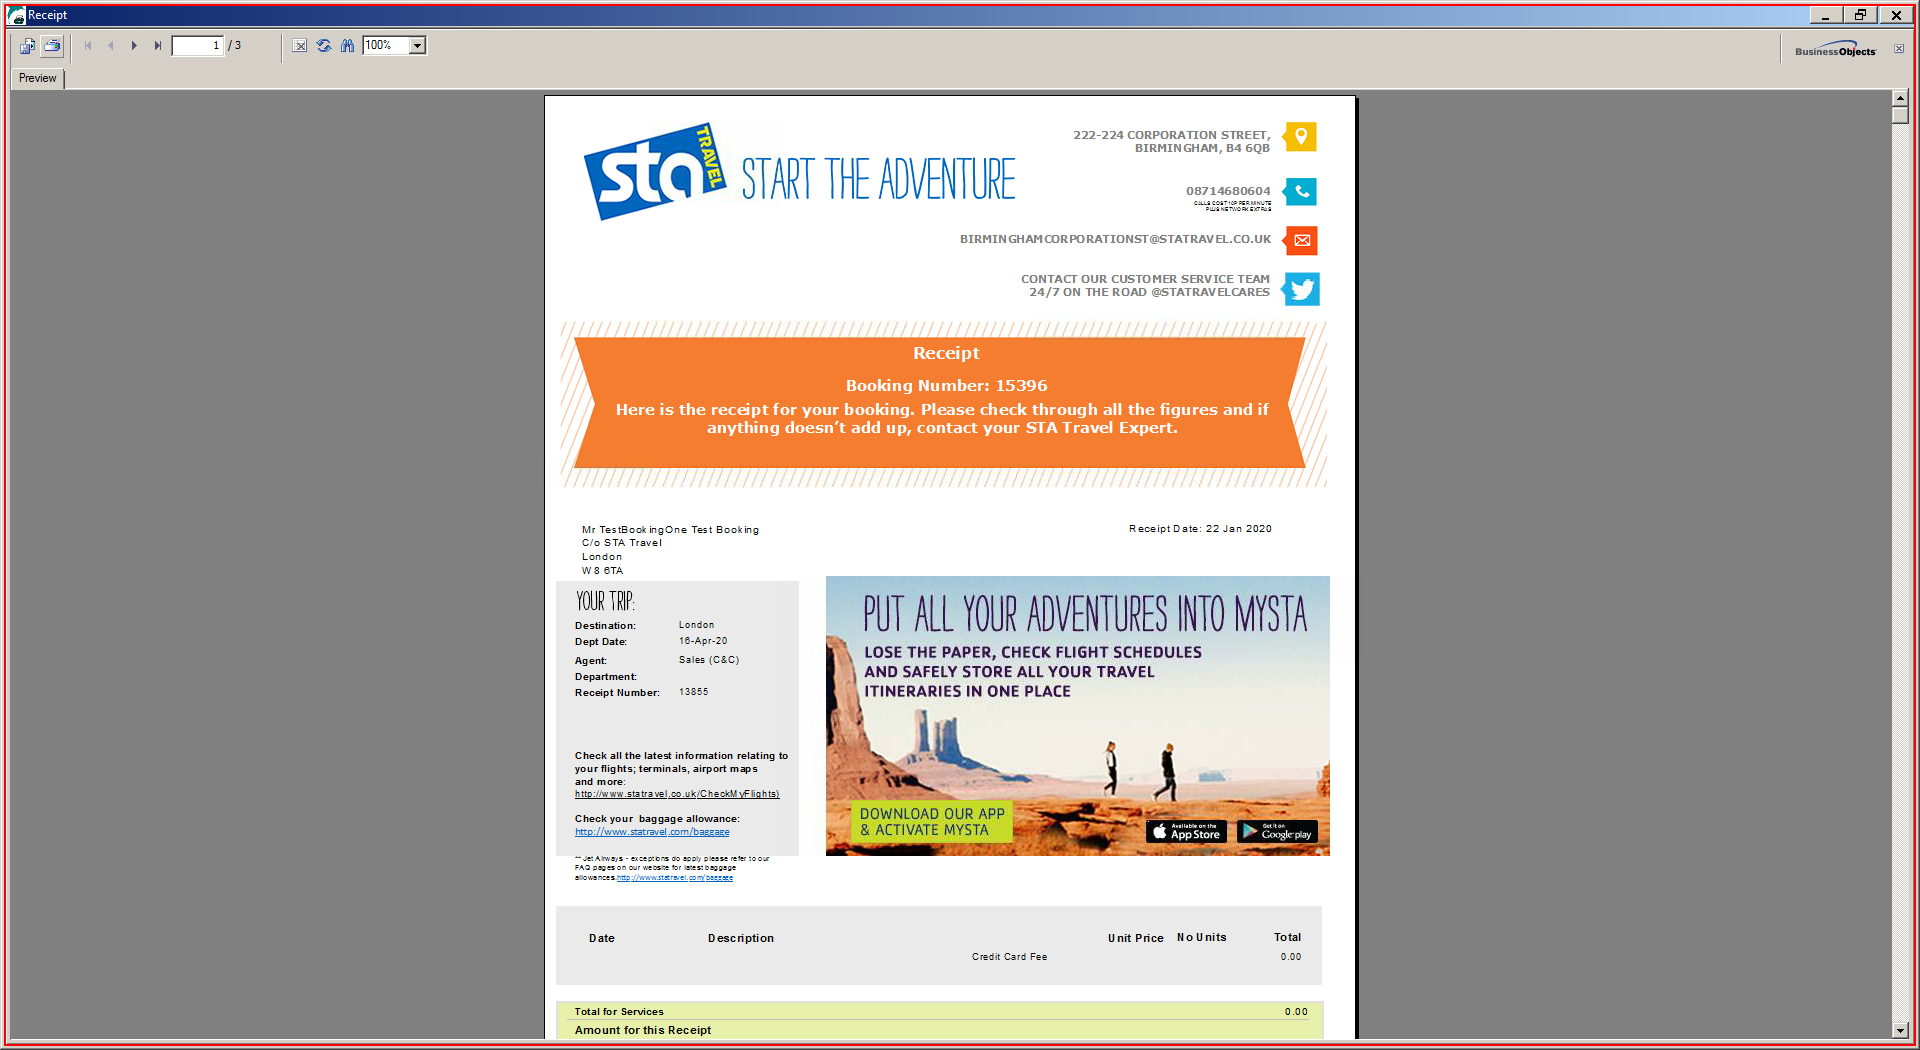 Receipt
1 / 3
100%
BusinessObjects
Preview
sta TRAVEL
START THE ADVENTURE
222-224 CORPORATION STREET,
BIRMINGHAM, B4 6QB
08714680604
CALLS COST 10P PER MINUTE
PLUS NETWORK EXTRAS
BIRMINGHAMCORPORATIONST@STATRAVEL.CO.UK
CONTACT OUR CUSTOMER SERVICE TEAM
24/7 ON THE ROAD @STATRAVELCARES
Receipt
Booking Number: 15396
Here is the receipt for your booking. Please check through all the figures and if
anything doesn’t add up, contact your STA Travel Expert.
Mr TestBookingOne Test Booking
C/o STA Travel
London
W8 6TA
Receipt Date: 22 Jan 2020
YOUR TRIP:
Destination: London
Dept Date: 16-Apr-20
Agent: Sales (C&C)
Department:
Receipt Number: 13855
Check all the latest information relating to
your flights; terminals, airport maps
and more:
http://www.statravel.co.uk/CheckMyFlights)
Check your baggage allowance:
http://www.statravel.com/baggage
** Jet Airways - exceptions do apply please refer to our
FAQ pages on our website for latest baggage
allowances.http://www.statravel.com/baggage
PUT ALL YOUR ADVENTURES INTO MYSTA
LOSE THE PAPER, CHECK FLIGHT SCHEDULES
AND SAFELY STORE ALL YOUR TRAVEL
ITINERARIES IN ONE PLACE
DOWNLOAD OUR APP
& ACTIVATE MYSTA
Available on the
App Store
Get it on
Google play
Date Description Unit Price No Units Total
Credit Card Fee 0.00
Total for Services 0.00
Amount for this Receipt